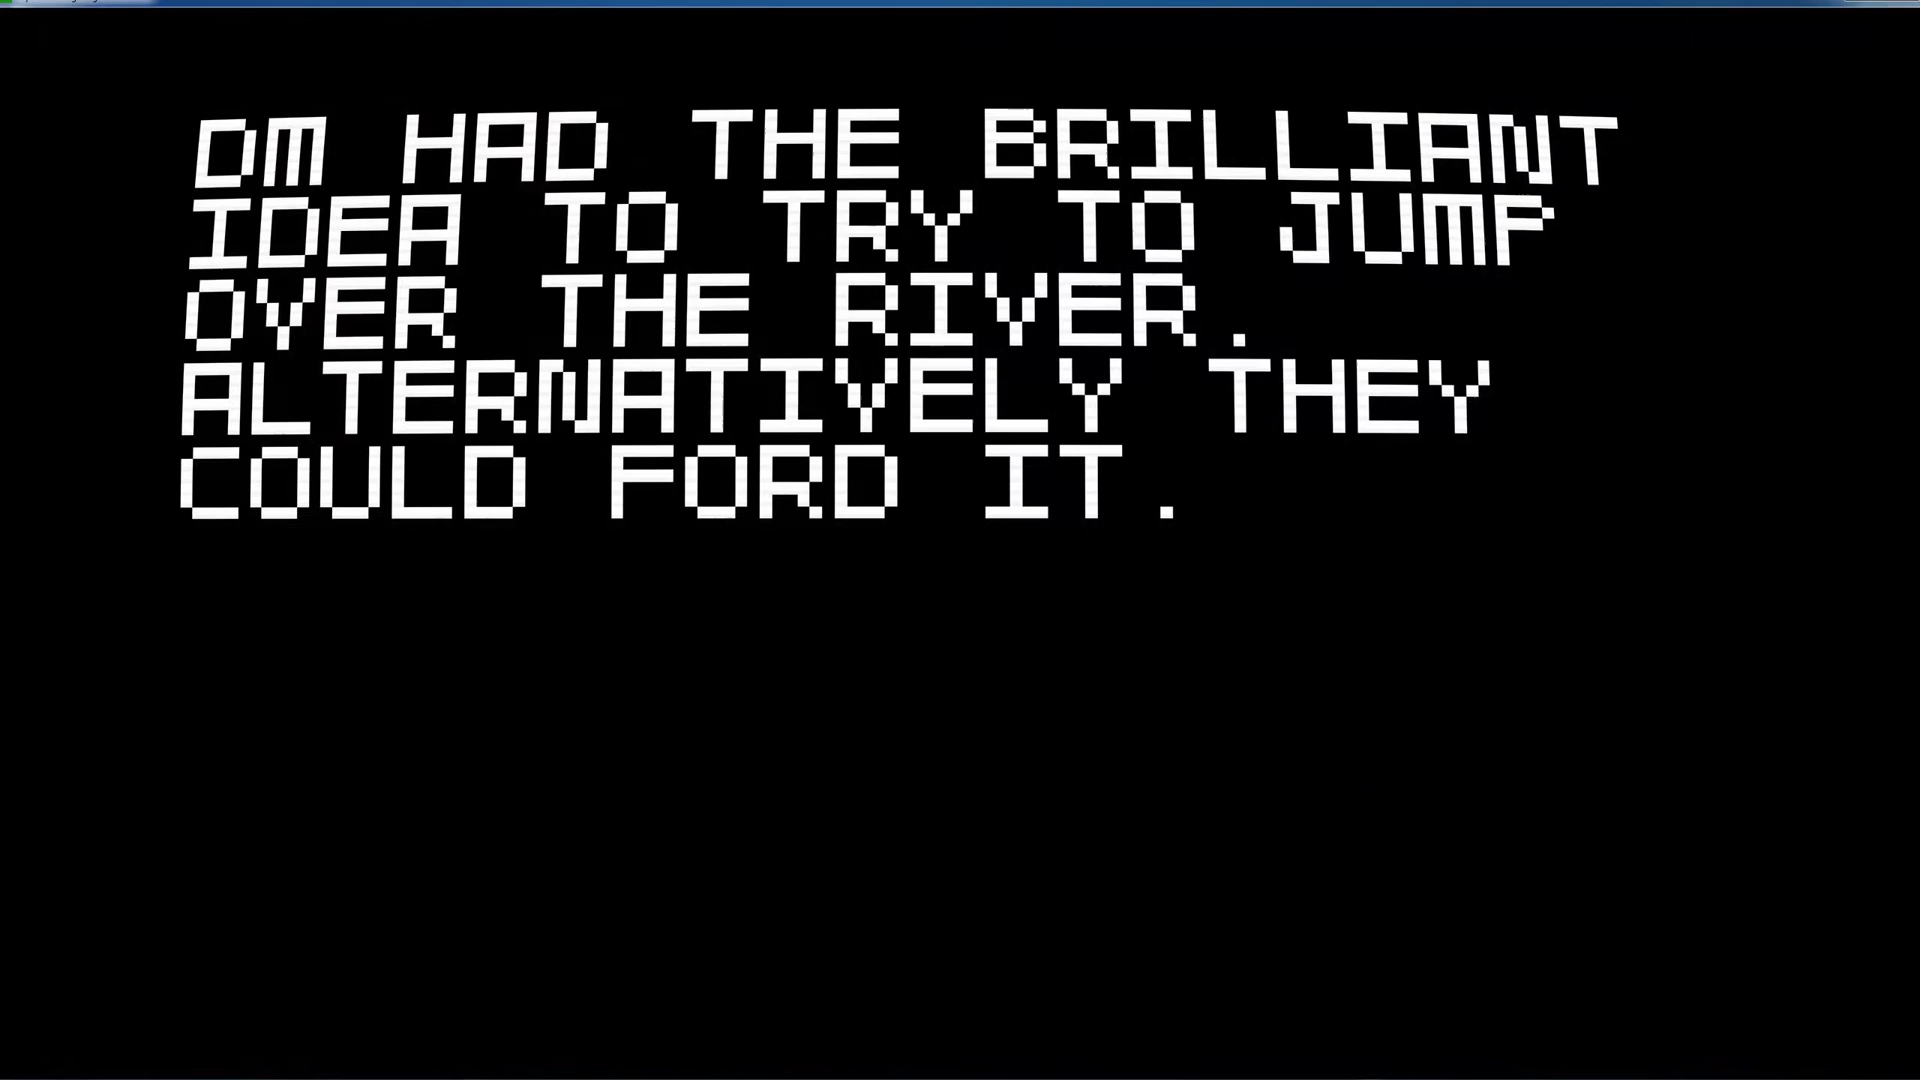 DM HAD THE BRILLIANT
IDEA TO TRY TO JUMP
OVER THE RIVER.
ALTERNATIVELY THEY
COULD FORD IT.